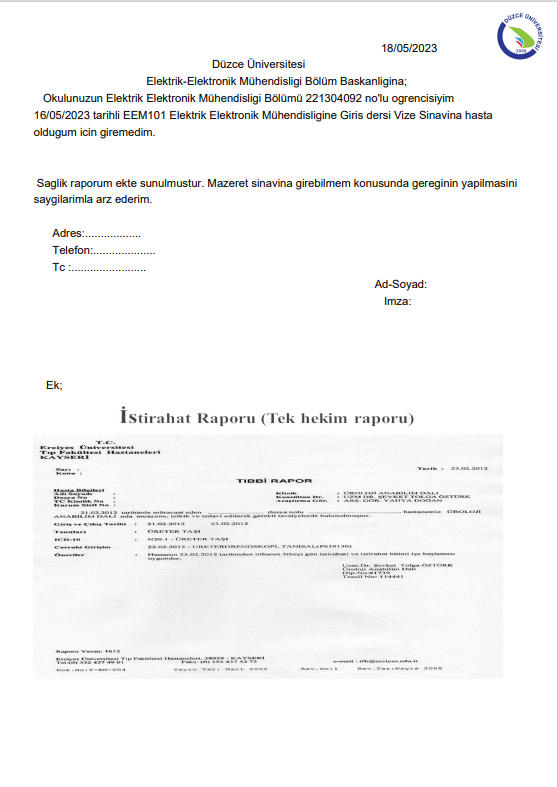 DÜZCE ÜNİVERSİTESİ
2006
18/05/2023
Düzce Üniversitesi
Elektrik-Elektronik Mühendisligi Bölüm Baskanligina;
Okulunuzun Elektrik Elektronik Mühendisligi Bölümü 221304092 no'lu ogrencisiyim
16/05/2023 tarihli EEM101 Elektrik Elektronik Mühendisligine Giris dersi Vize Sinavina hasta
oldugum icin giremedim.
Saglik raporum ekte sunulmustur. Mazeret sinavina girebilmem konusunda gereginin yapilmasini
saygilarimla arz ederim.
Adres:..................
Telefon:....................
Tc :........................
Ad-Soyad:
Imza:
Ek;
İstirahat Raporu (Tek hekim raporu)
T.C.
Erciyes Üniversitesi
Tıp Fakültesi Hastaneleri
KAYSERİ
Sayı :
Konu :
Tarih : 23.02.2012
TIBBİ RAPOR
Hasta Bilgileri
Adı Soyadı :
Dosya No :
TC Kimlik No :
Kurum Sicil No :
Klinik : ÜROLOJİ ANABİLİM DALI
Konsültan Dr. : UZM.DR. ŞEVKET TOLGA ÖZTÜRK
Araştırma Gör. : ARŞ. GÖR. YAHYA DOĞAN
21.02.2012 tarihinde müracaat eden ........................ dosya nolu ........................ hastamız ÜROLOJİ
ANABİLİM DALI nda muayene, tetkik ve tedavi edilerek gerekli tavsiyelerde bulunulmuştur.
Giriş ve Çıkış Tarihi : 21.02.2012 23.02.2012
Tanı(lar) : ÜRETER TAŞI
ICD-10 : N20.1 - ÜRETER TAŞI
Cerrahi Girişim : 22.02.2012 - ÜRETERORENOSKOPİ, TANISAL(P619130)
Öneriler : Hastanın 23.02.2012 tarihinden itibaren 5(beş) gün istirahati ve istirahat bitimi işe başlaması
uygundur.
Uzm.Dr. Şevket Tolga ÖZTÜRK
Üroloji Anabilim Dalı
Dip.No:81739
Tescil No: 114441
Raporu Yazan: 1612
Erciyes Üniversitesi Tıp Fakültesi Hastaneleri, 38039 - KAYSERİ
Tel:(0) 352 437 49 01 Faks: (0) 352 437 52 73 e-mail : tfh@erciyes.edu.tr
Dok.No:F-BH-004 Yayın Tar: Mart 2002 Rev.No:1 Rev.Tar:Mayıs 2005